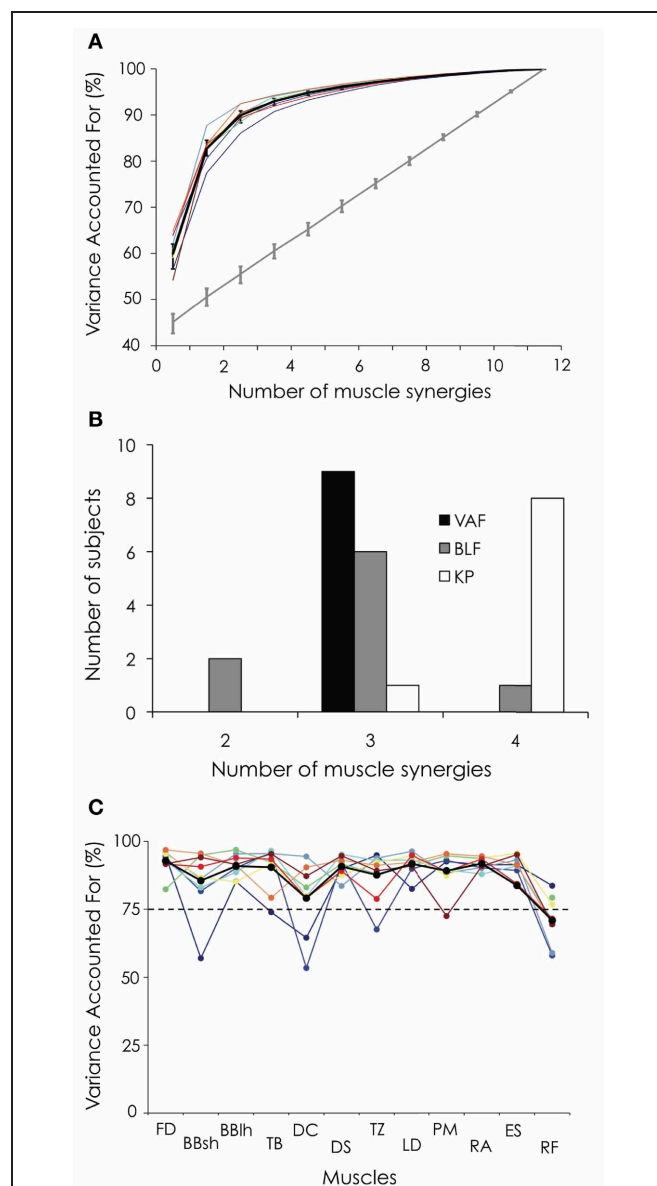 A
Variance Accounted For (%)
100
90
80
70
60
50
40
0 2 4 6 8 10 12
Number of muscle synergies
B
Number of subjects
10
8
6
4
2
0
VAF
BLF
KP
2 3 4
Number of muscle synergies
C
Variance Accounted For (%)
100
75
50
25
0
FD BBsh BBlh TB DC DS TZ LD PM RA ES RF
Muscles